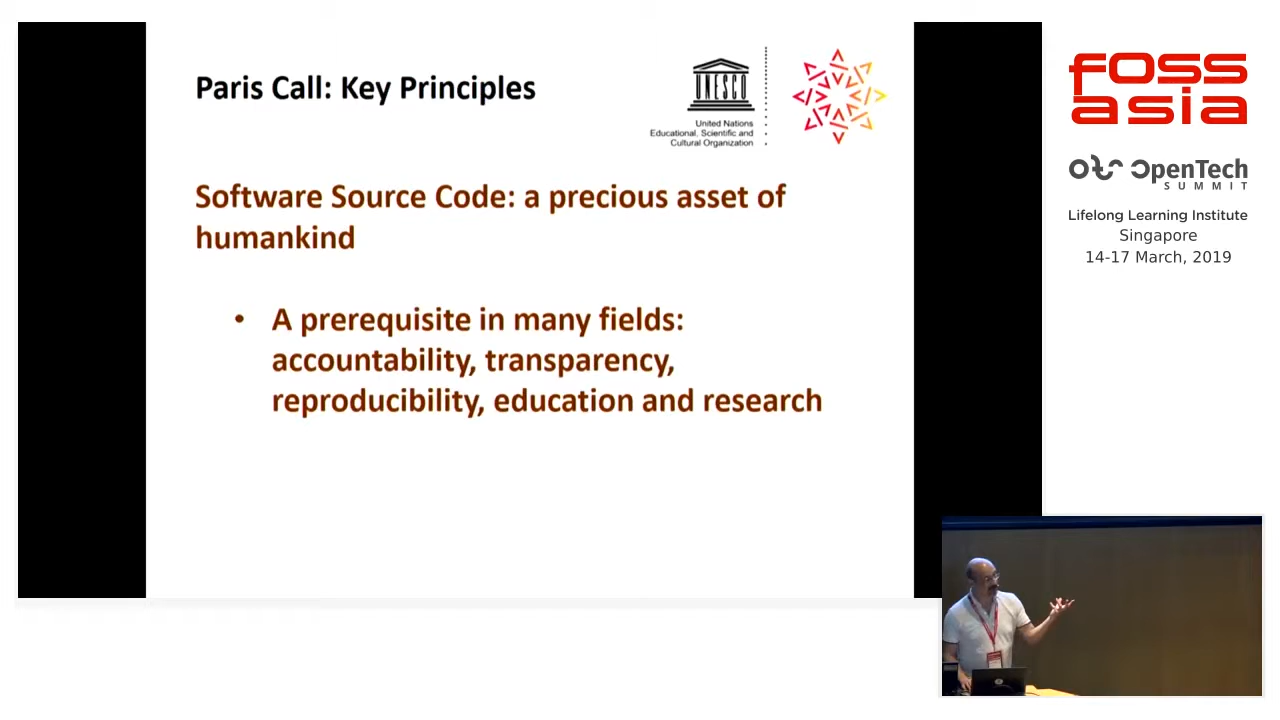 Paris Call: Key Principles
UNESCO
United Nations
Educational, Scientific and
Cultural Organization
Software Source Code: a precious asset of
humankind
• A prerequisite in many fields:
accountability, transparency,
reproducibility, education and research
fOSS
asia
OTS OpenTech
SUMMIT
Lifelong Learning Institute
Singapore
14-17 March, 2019